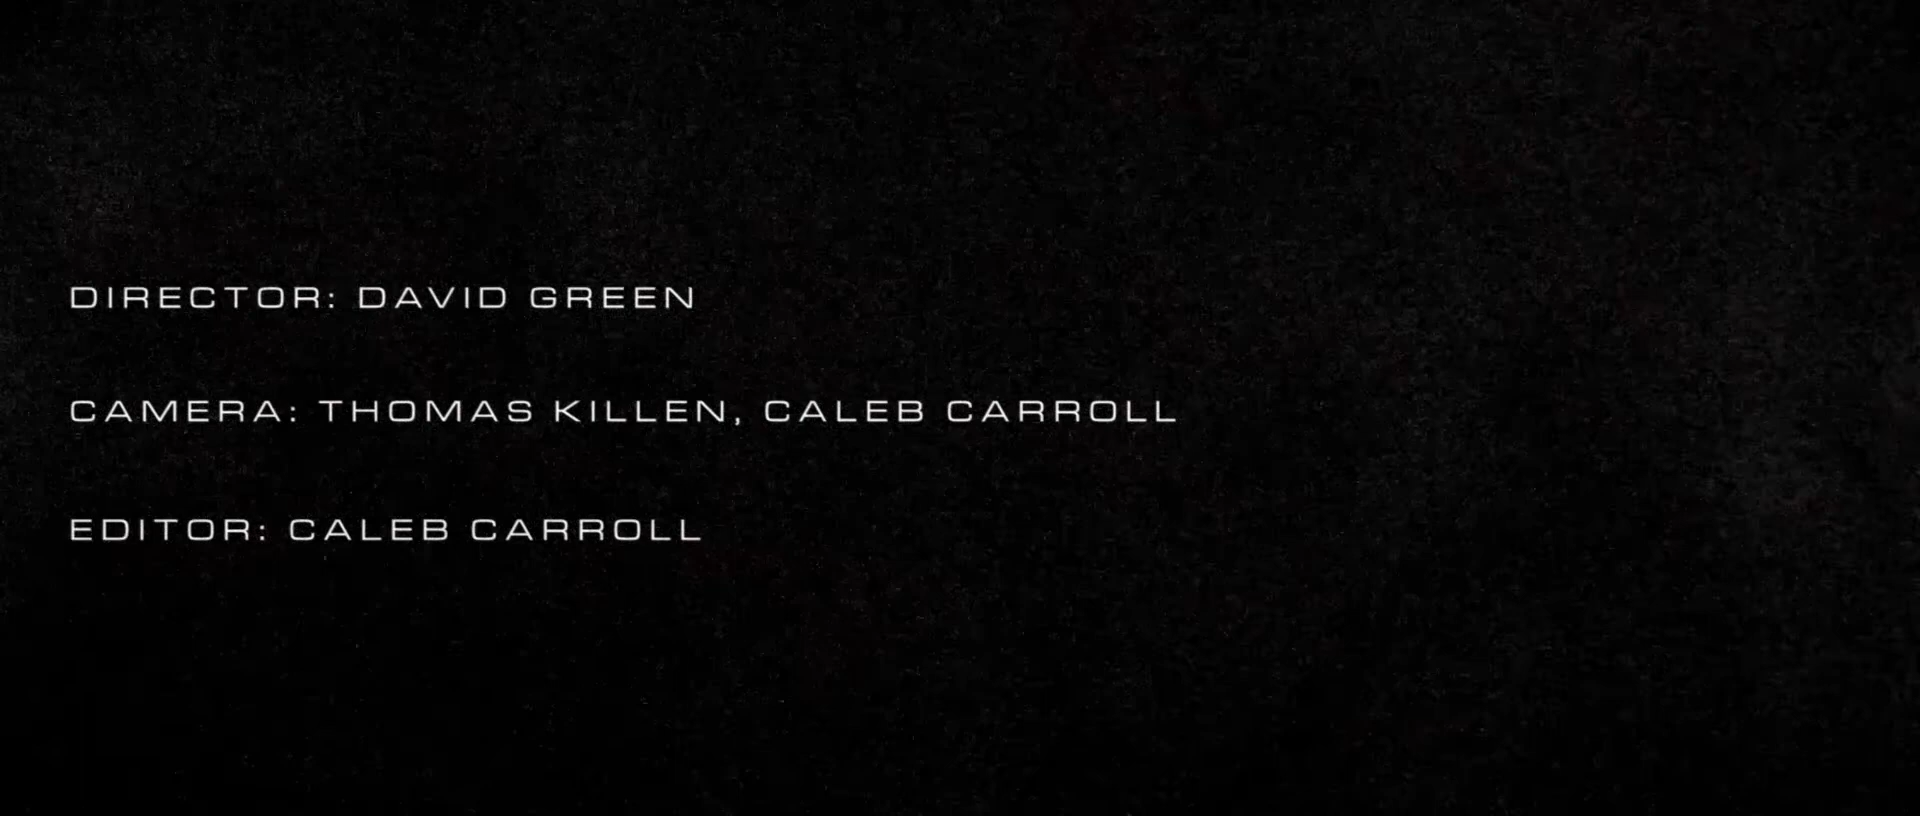 DIRECTOR: DAVID GREEN
CAMERA: THOMAS KILLEN, CALEB CARROLL
EDITOR: CALEB CARROLL